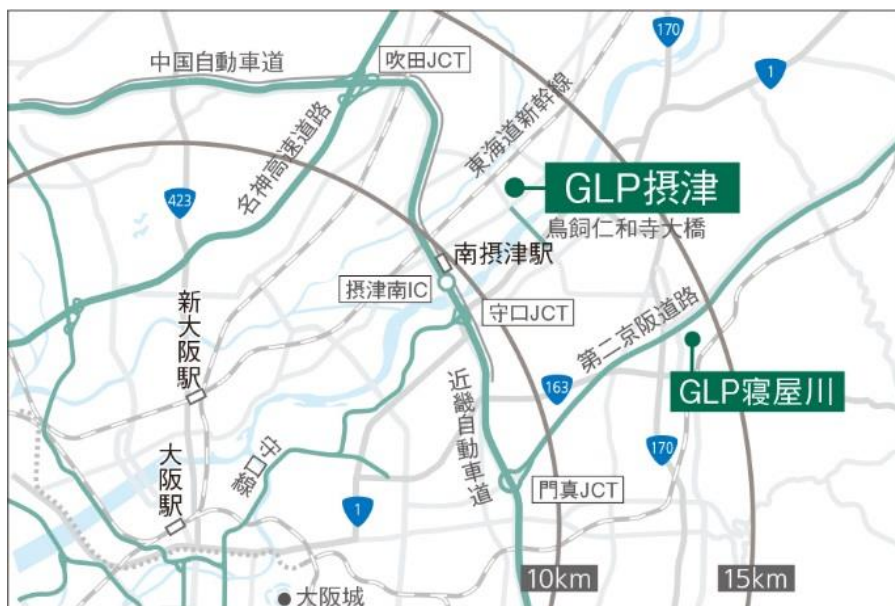 170
1
中国自動車道
吹田JCT
東海道新幹線
名神高速道路
GLP摂津
423
鳥飼仁和寺大橋
南摂津駅
摂津南IC
守口JCT
新大阪駅
第二京阪道路
163
GLP寝屋川
近畿自動車道
守口線
大阪駅
170
門真JCT
1
10km
15km
大阪城